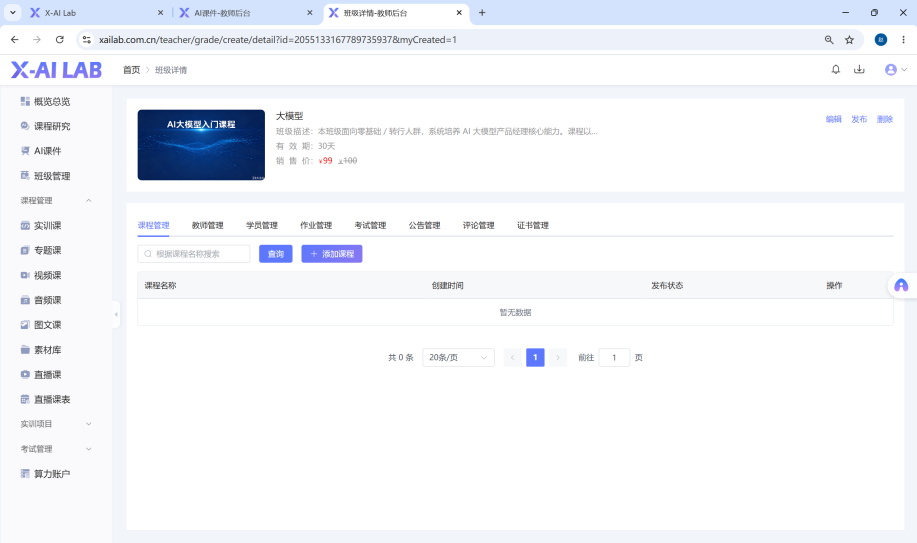 X-AI Lab
AI课件-教师后台
班级详情-教师后台
xailab.com.cn/teacher/grade/create/detail?id=2055133167789735937&myCreated=1
X-AI LAB
首页 > 班级详情
概览总览
课程研究
AI课件
班级管理
课程管理
实训课
专题课
视频课
音频课
图文课
素材库
直播课
直播课表
实训项目
考试管理
算力账户
AI大模型入门课程
大模型
班级描述：本班级面向零基础 / 转行人群，系统培养 AI 大模型产品经理核心能力。课程以...
有 效 期：30天
销 售 价：¥99 ¥100
编辑 发布 删除
课程管理 教师管理 学员管理 作业管理 考试管理 公告管理 评论管理 证书管理
根据课程名称搜索 查询 + 添加课程
课程名称 创建时间 发布状态 操作
暂无数据
共 0 条 20条/页 < 1 > 前往 1 页